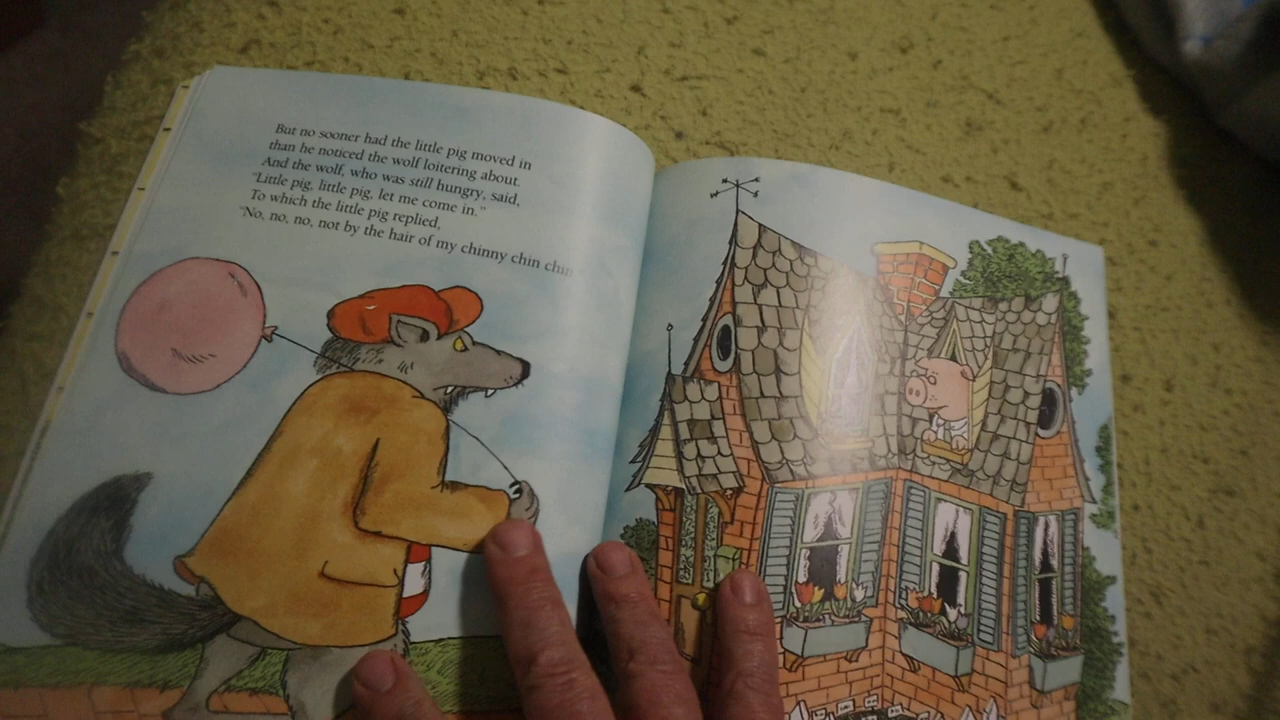 But no sooner had the little pig moved in
than he noticed the wolf loitering about.
And the wolf, who was still hungry, said,
"Little pig, little pig, let me come in."
To which the little pig replied,
"No, no, no, not by the hair of my chinny chin chin